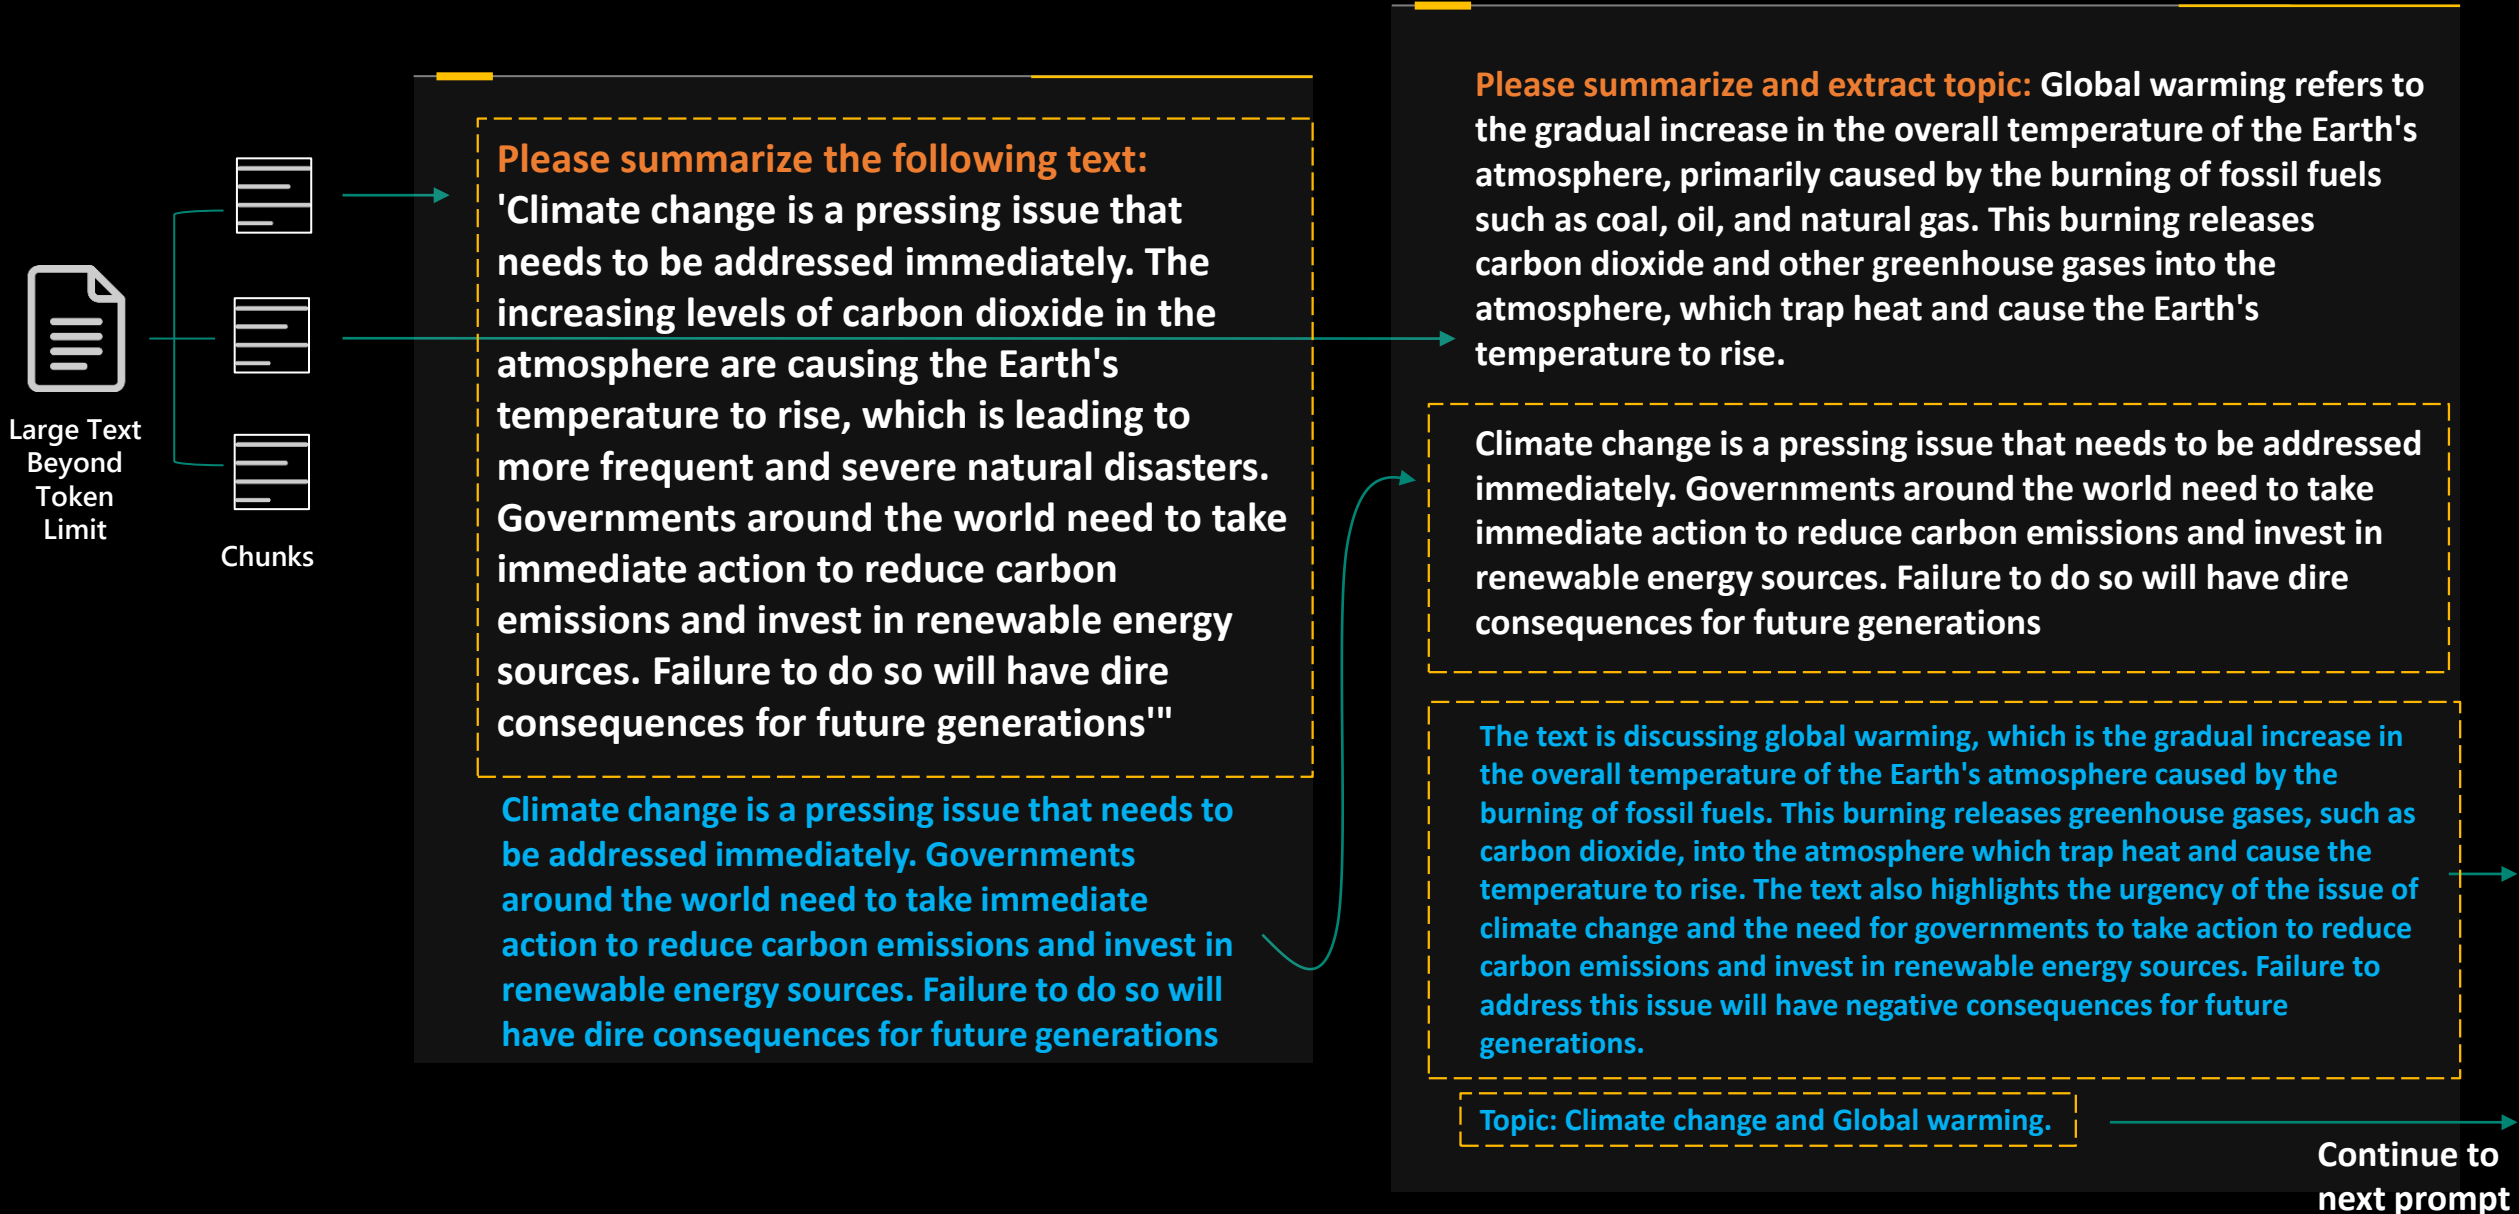 Large Text
Beyond
Token
Limit
Chunks
Please summarize the following text:
'Climate change is a pressing issue that
needs to be addressed immediately. The
increasing levels of carbon dioxide in the
atmosphere are causing the Earth's
temperature to rise, which is leading to
more frequent and severe natural disasters.
Governments around the world need to take
immediate action to reduce carbon
emissions and invest in renewable energy
sources. Failure to do so will have dire
consequences for future generations'"
Climate change is a pressing issue that needs to
be addressed immediately. Governments
around the world need to take immediate
action to reduce carbon emissions and invest in
renewable energy sources. Failure to do so will
have dire consequences for future generations
Please summarize and extract topic: Global warming refers to
the gradual increase in the overall temperature of the Earth's
atmosphere, primarily caused by the burning of fossil fuels
such as coal, oil, and natural gas. This burning releases
carbon dioxide and other greenhouse gases into the
atmosphere, which trap heat and cause the Earth's
temperature to rise.
Climate change is a pressing issue that needs to be addressed
immediately. Governments around the world need to take
immediate action to reduce carbon emissions and invest in
renewable energy sources. Failure to do so will have dire
consequences for future generations
The text is discussing global warming, which is the gradual increase in
the overall temperature of the Earth's atmosphere caused by the
burning of fossil fuels. This burning releases greenhouse gases, such as
carbon dioxide, into the atmosphere which trap heat and cause the
temperature to rise. The text also highlights the urgency of the issue of
climate change and the need for governments to take action to reduce
carbon emissions and invest in renewable energy sources. Failure to
address this issue will have negative consequences for future
generations.
Topic: Climate change and Global warming.
Continue to
next prompt